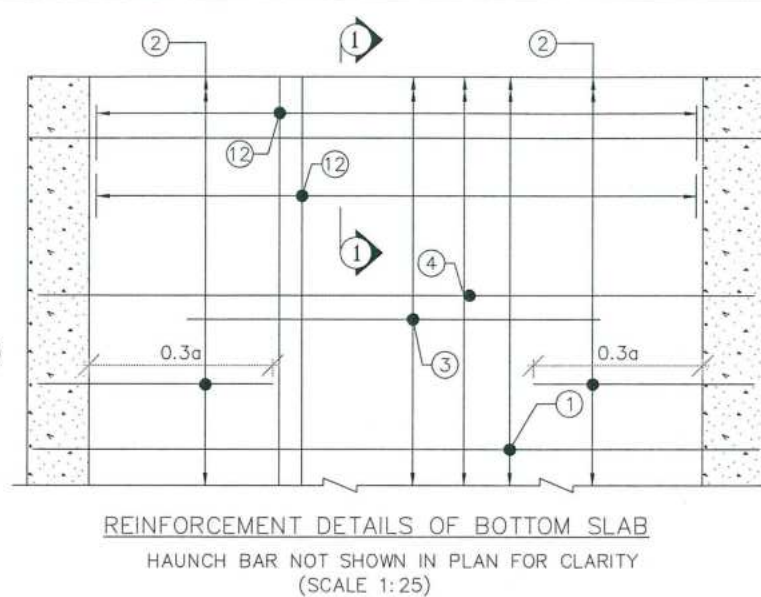 2
1
2
12
12
1
4
0.3a
3
0.3a
1
REINFORCEMENT DETAILS OF BOTTOM SLAB
HAUNCH BAR NOT SHOWN IN PLAN FOR CLARITY
(SCALE 1:25)